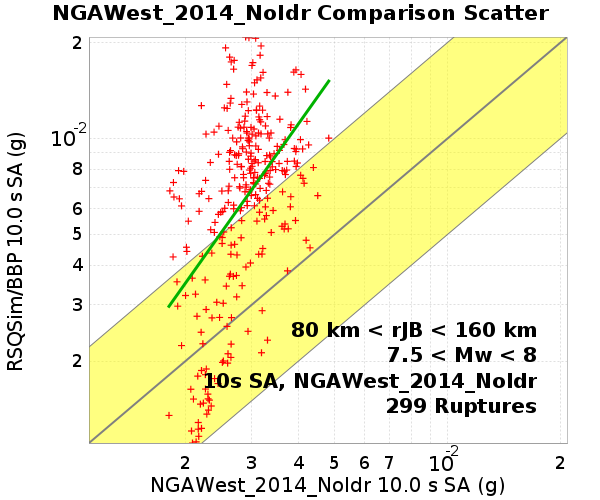 NGAWest_2014_NoIdr Comparison Scatter
2
10-2
8
6
5
4
3
2
RSQSim/BBP 10.0 s SA (g)
80 km < rJB < 160 km
7.5 < Mw < 8
10s SA, NGAWest_2014_NoIdr
299 Ruptures
2 3 4 5 6 7 10-2 2
NGAWest_2014_NoIdr 10.0 s SA (g)